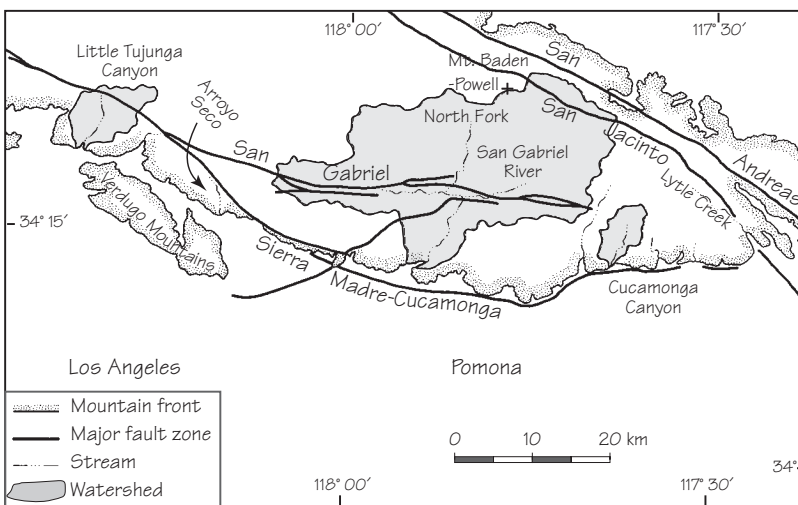 118° 00′
117° 30′
Little Tujunga
Canyon
Arroyo
Seco
San
Mt. Baden
-Powell
San
North Fork
Jacinto
San
Gabriel
San Gabriel
River
Andreas
Lytle Creek
Verdugo Mountains
34° 15′
Sierra
Madre-Cucamonga
Cucamonga
Canyon
Los Angeles
Pomona
Mountain front
Major fault zone
Stream
Watershed
0 10 20 km
118° 00′
117° 30′